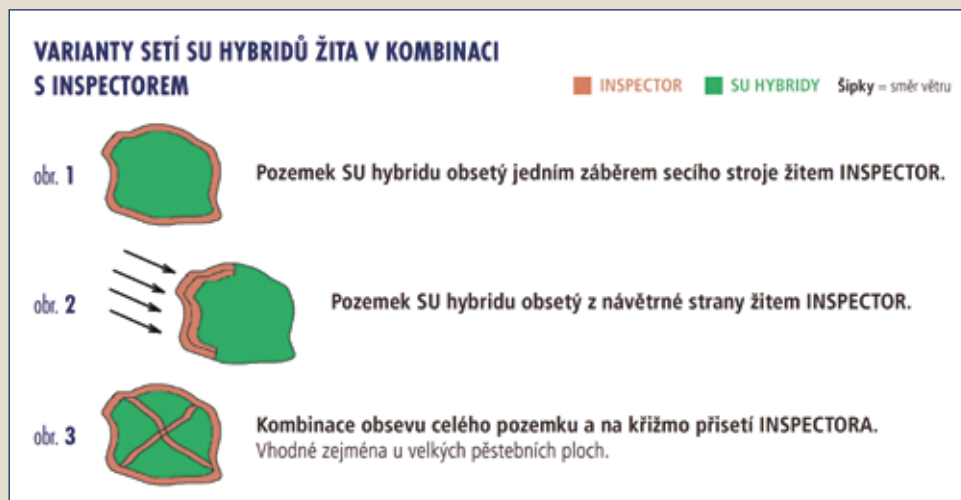 VARIANTY SETÍ SU HYBRIDŮ ŽITA V KOMBINACI
S INSPECTOREM
INSPECTOR SU HYBRIDY Šipky = směr větru
obr. 1 Pozemek SU hybridu obsetý jedním záběrem secího stroje žitem INSPECTOR.
obr. 2 Pozemek SU hybridu obsetý z návětrné strany žitem INSPECTOR.
obr. 3 Kombinace obsevu celého pozemku a na křižmo přisetí INSPECTORA.
Vhodné zejména u velkých pěstebních ploch.